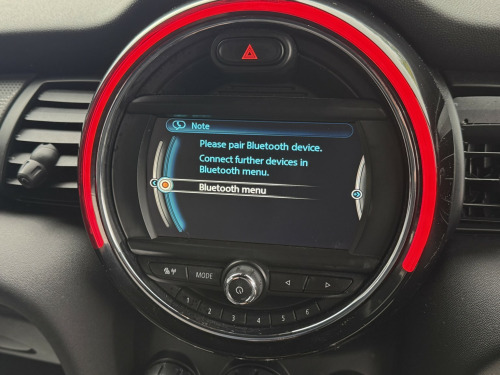 Note
Please pair Bluetooth device.
Connect further devices in
Bluetooth menu.
Bluetooth menu
MODE
1 2 3 4 5 6